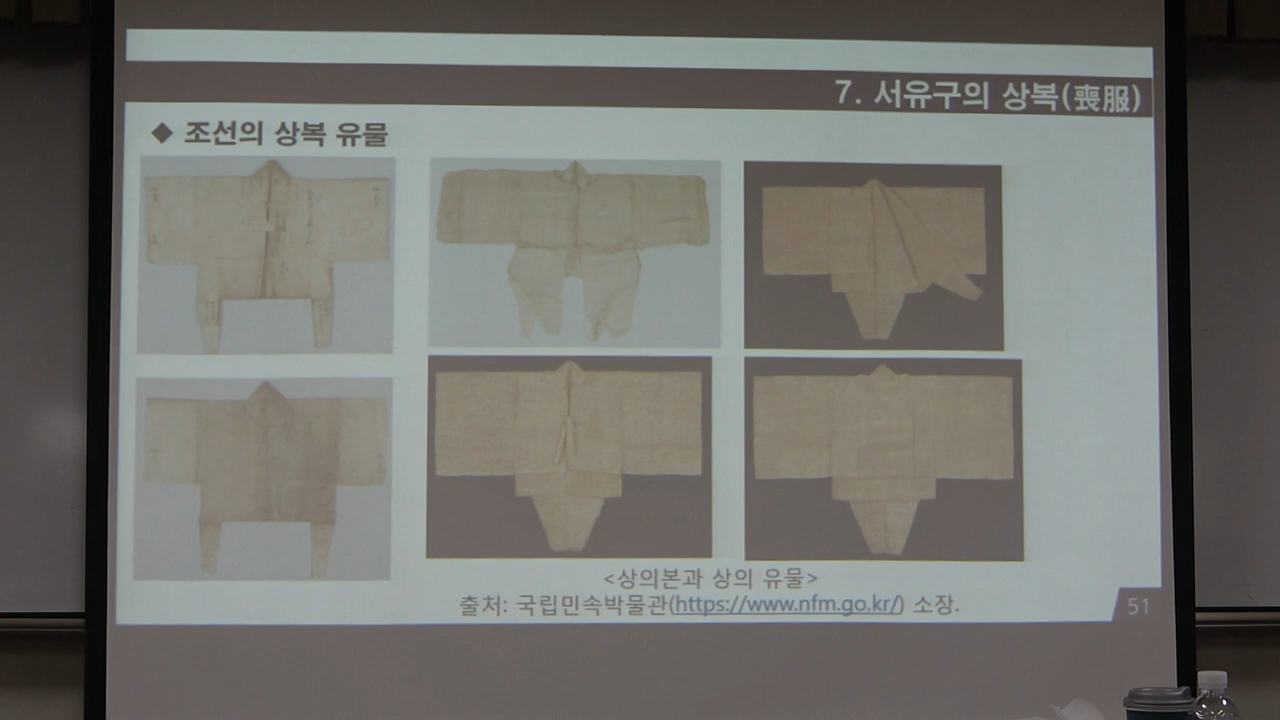 7. 서유구의 상복(喪服)
◆ 조선의 상복 유물
<상의본과 상의 유물>
출처: 국립민속박물관(https://www.nfm.go.kr/) 소장.
51